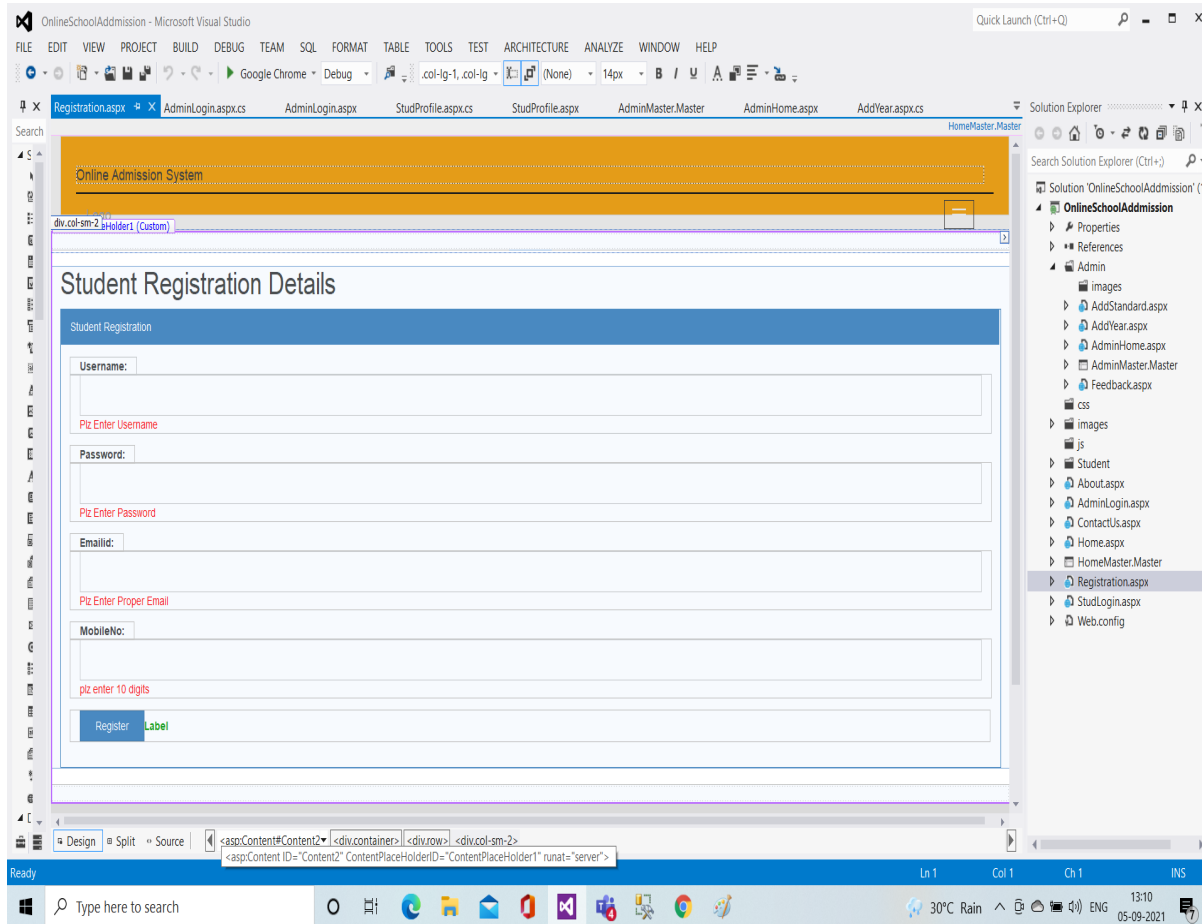 OnlineSchoolAddmission - Microsoft Visual Studio
Quick Launch (Ctrl+Q)
FILE EDIT VIEW PROJECT BUILD DEBUG TEAM SQL FORMAT TABLE TOOLS TEST ARCHITECTURE ANALYZE WINDOW HELP
Google Chrome Debug .col-lg-1, .col-lg (None) 14px B I U A
Registration.aspx AdminLogin.aspx.cs AdminLogin.aspx StudProfile.aspx.cs StudProfile.aspx AdminMaster.Master AdminHome.aspx AddYear.aspx.cs
Search
HomeMaster.Master
Online Admission System
div.col-sm-2
eHolder1 (Custom)
Student Registration Details
Student Registration
Username:
Plz Enter Username
Password:
Plz Enter Password
Emailid:
Plz Enter Proper Email
MobileNo:
plz enter 10 digits
Register Label
Design Split Source <asp:Content#Content2 <div.container> <div.row> <div.col-sm-2>
<asp:Content ID="Content2" ContentPlaceHolderID="ContentPlaceHolder1" runat="server">
Solution Explorer
Search Solution Explorer (Ctrl+;)
Solution 'OnlineSchoolAddmission' (
OnlineSchoolAddmission
Properties
References
Admin
images
AddStandard.aspx
AddYear.aspx
AdminHome.aspx
AdminMaster.Master
Feedback.aspx
css
images
js
Student
About.aspx
AdminLogin.aspx
ContactUs.aspx
Home.aspx
HomeMaster.Master
Registration.aspx
StudLogin.aspx
Web.config
Ready Ln 1 Col 1 Ch 1 INS
Type here to search
30°C Rain ENG
13:10
05-09-2021